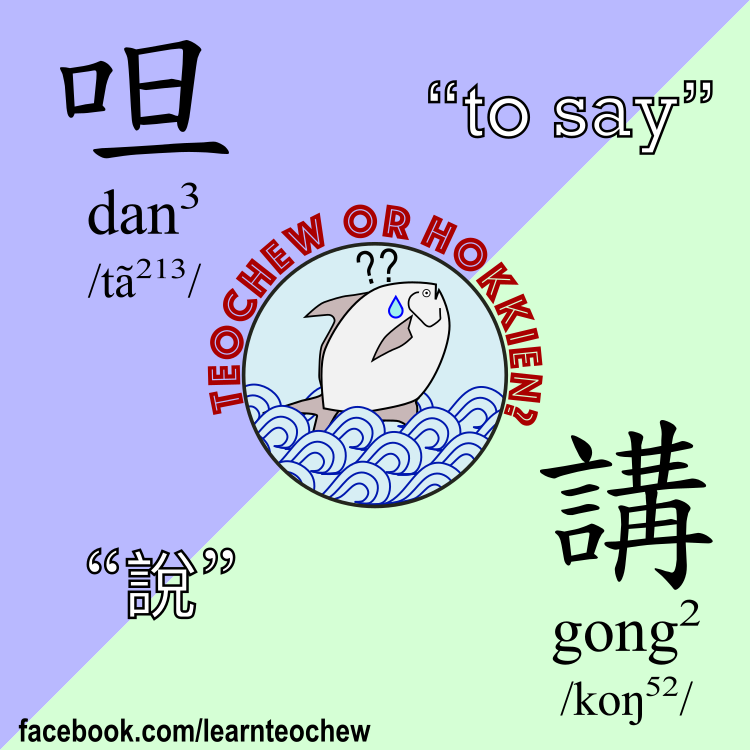 呾
dan³
/tã²¹³/
“to say”
TEOCHEW OR HOKKIEN?
??
講
gong²
/koŋ⁵²/
“說”
facebook.com/learnteochew